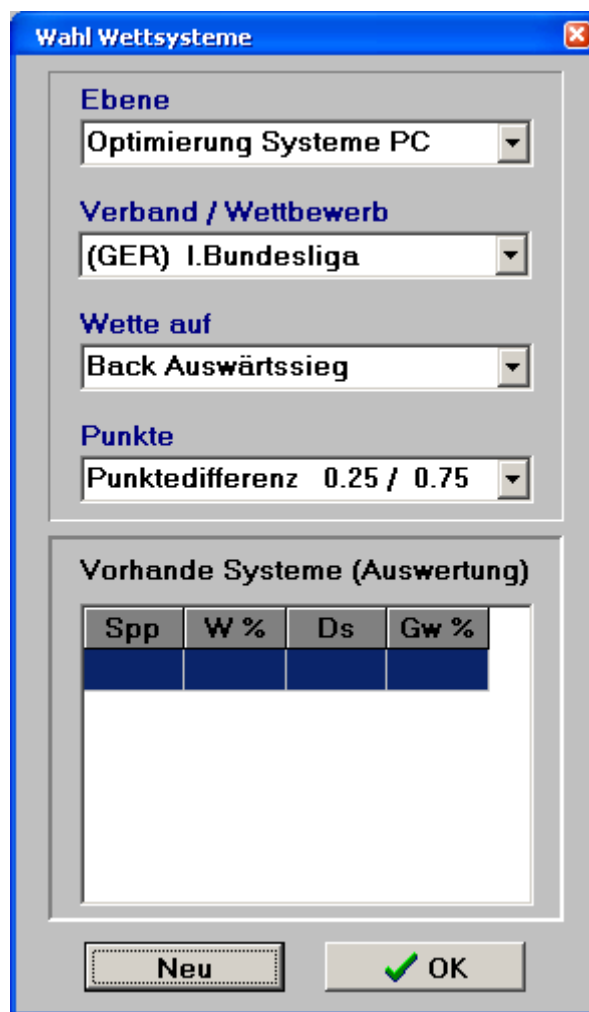 Wahl Wettsysteme
Ebene
Optimierung Systeme PC
Verband / Wettbewerb
(GER)  I.Bundesliga
Wette auf
Back Auswärtssieg
Punkte
Punktedifferenz   0.25 /  0.75
Vorhande Systeme (Auswertung)
Spp W % Ds Gw %
Neu OK